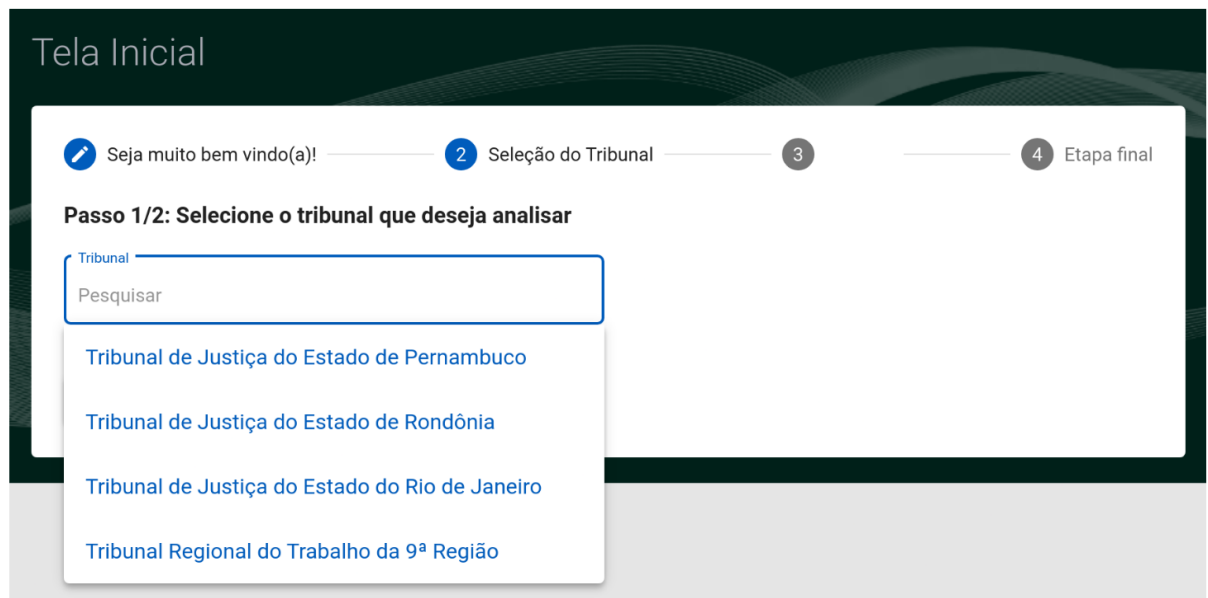 Tela Inicial
Seja muito bem vindo(a)!
2 Seleção do Tribunal
3
4 Etapa final
Passo 1/2: Selecione o tribunal que deseja analisar
Tribunal
Pesquisar
Tribunal de Justiça do Estado de Pernambuco
Tribunal de Justiça do Estado de Rondônia
Tribunal de Justiça do Estado do Rio de Janeiro
Tribunal Regional do Trabalho da 9ª Região